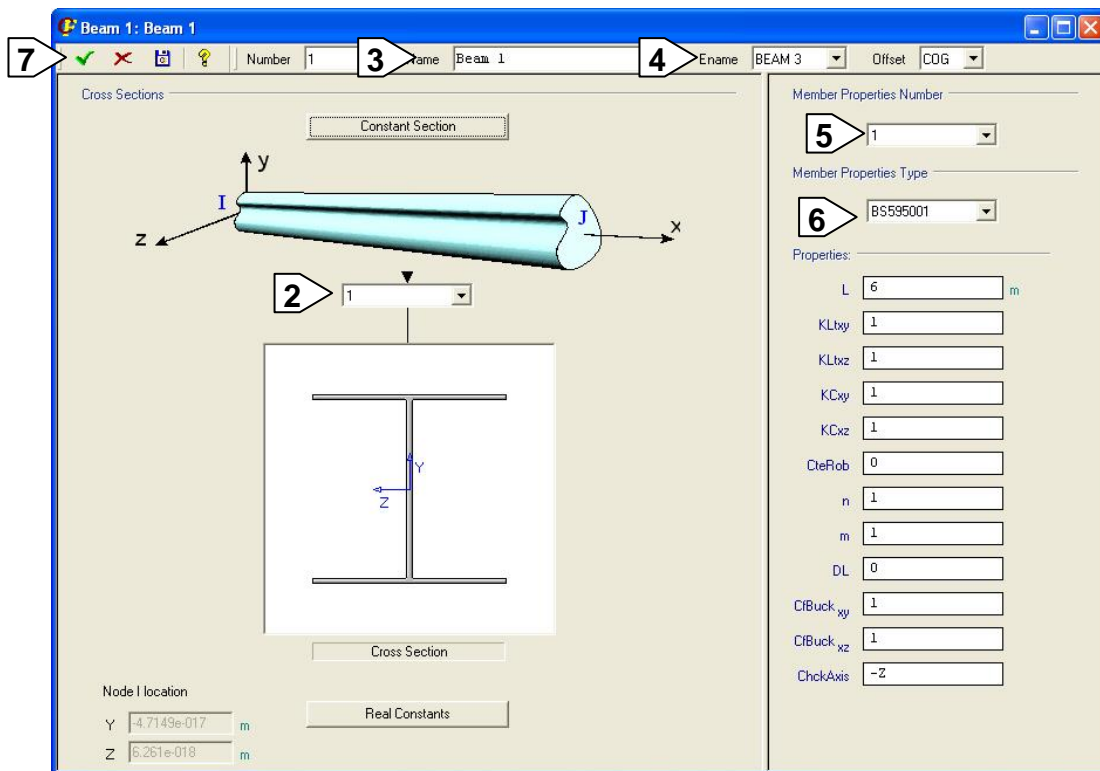 Beam 1: Beam 1
7
Number 1
3
Name Beam 1
4
Ename BEAM 3
Offset COG
Cross Sections
Constant Section
y
I
J
z
x
2
1
Y
Z
Cross Section
Node I location
Y -4.7149e-017 m
Z 6.261e-018 m
Real Constants
Member Properties Number
5
1
Member Properties Type
6
BS595001
Properties:
L 6 m
KLtxy 1
KLtxz 1
KCxy 1
KCxz 1
CteRob 0
n 1
m 1
DL 0
CfBuck xy 1
CfBuck xz 1
ChckAxis -Z